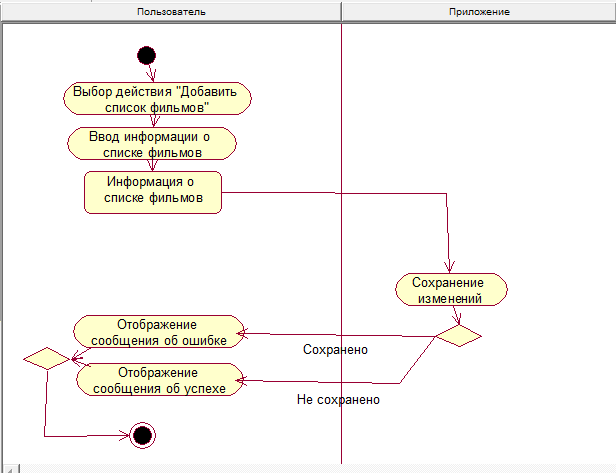 Пользователь
Приложение
Выбор действия "Добавить
список фильмов"
Ввод информации о
списке фильмов
Информация о
списке фильмов
Сохранение
изменений
Отображение
сообщения об ошибке
Сохранено
Отображение
сообщения об успехе
Не сохранено